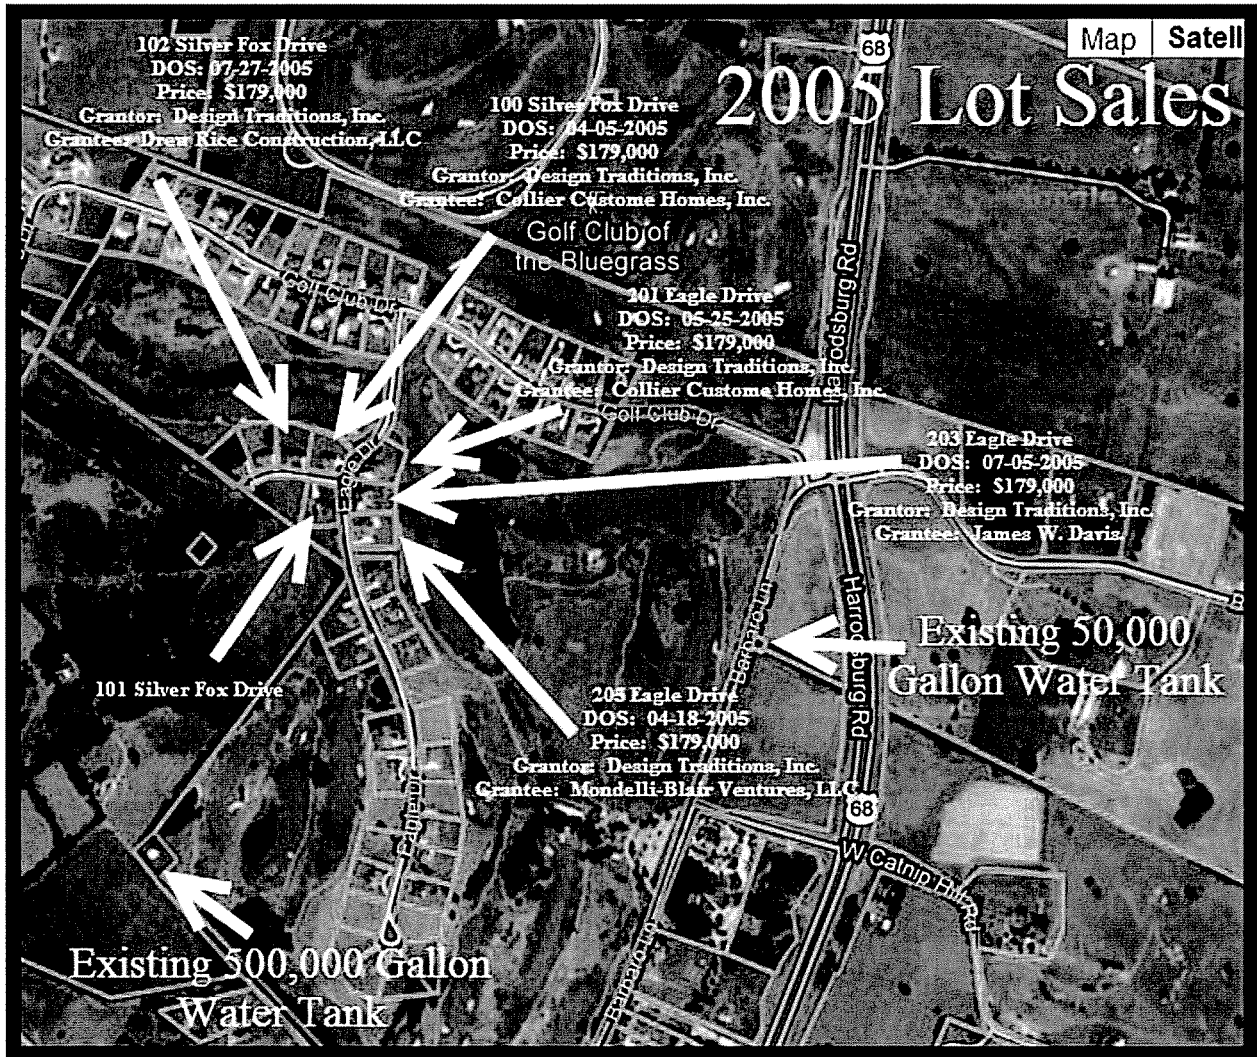 Map
Satell
68
2005 Lot Sales
102 Silver Fox Drive
DOS: 07-27-2005
Price: $179,000
Grantor: Design Traditions, Inc.
Grantee: Drew Rice Construction, LLC
100 Silver Fox Drive
DOS: 04-05-2005
Price: $179,000
Grantor: Design Traditions, Inc.
Grantee: Collier Custome Homes, Inc.
Golf Club of
the Bluegrass
Golf Club Dr
201 Eagle Drive
DOS: 05-25-2005
Price: $179,000
Grantor: Design Traditions, Inc.
Grantee: Collier Custome Homes, Inc.
Golf Club Dr
Harrodsburg Rd
203 Eagle Drive
DOS: 07-05-2005
Price: $179,000
Grantor: Design Traditions, Inc.
Grantee: James W. Davis
Eagle Dr
Barbaro Ln
Harrodsburg Rd
Existing 50,000
Gallon Water Tank
101 Silver Fox Drive
205 Eagle Drive
DOS: 04-18-2005
Price: $179,000
Grantor: Design Traditions, Inc.
Grantee: Mondelli-Blair Ventures, LLC
Eagle Dr
68
W Catnip Hill Rd
Existing 500,000 Gallon
Water Tank
Barbaro Ln